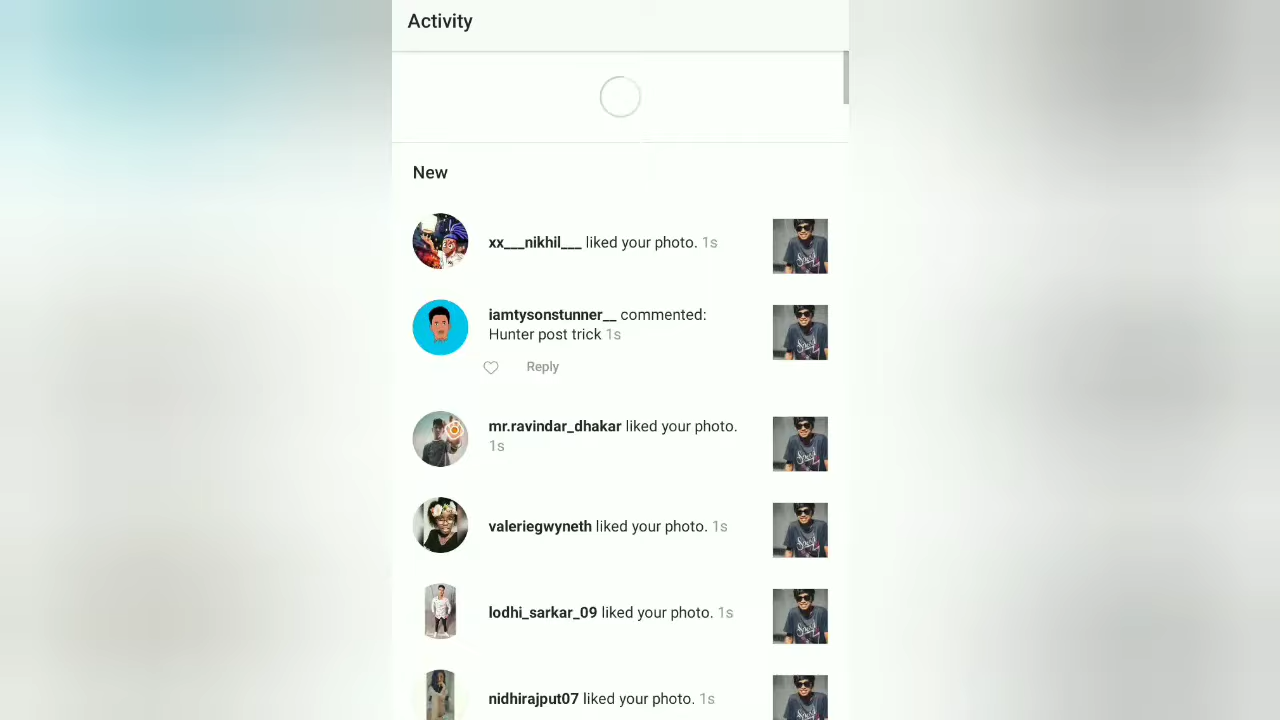 Activity
New
xx___nikhil___ liked your photo. 1s
iamtysonstunner__ commented:
Hunter post trick 1s
Reply
mr.ravindar_dhakar liked your photo.
1s
valeriegwyneth liked your photo. 1s
lodhi_sarkar_09 liked your photo. 1s
nidhirajput07 liked your photo. 1s